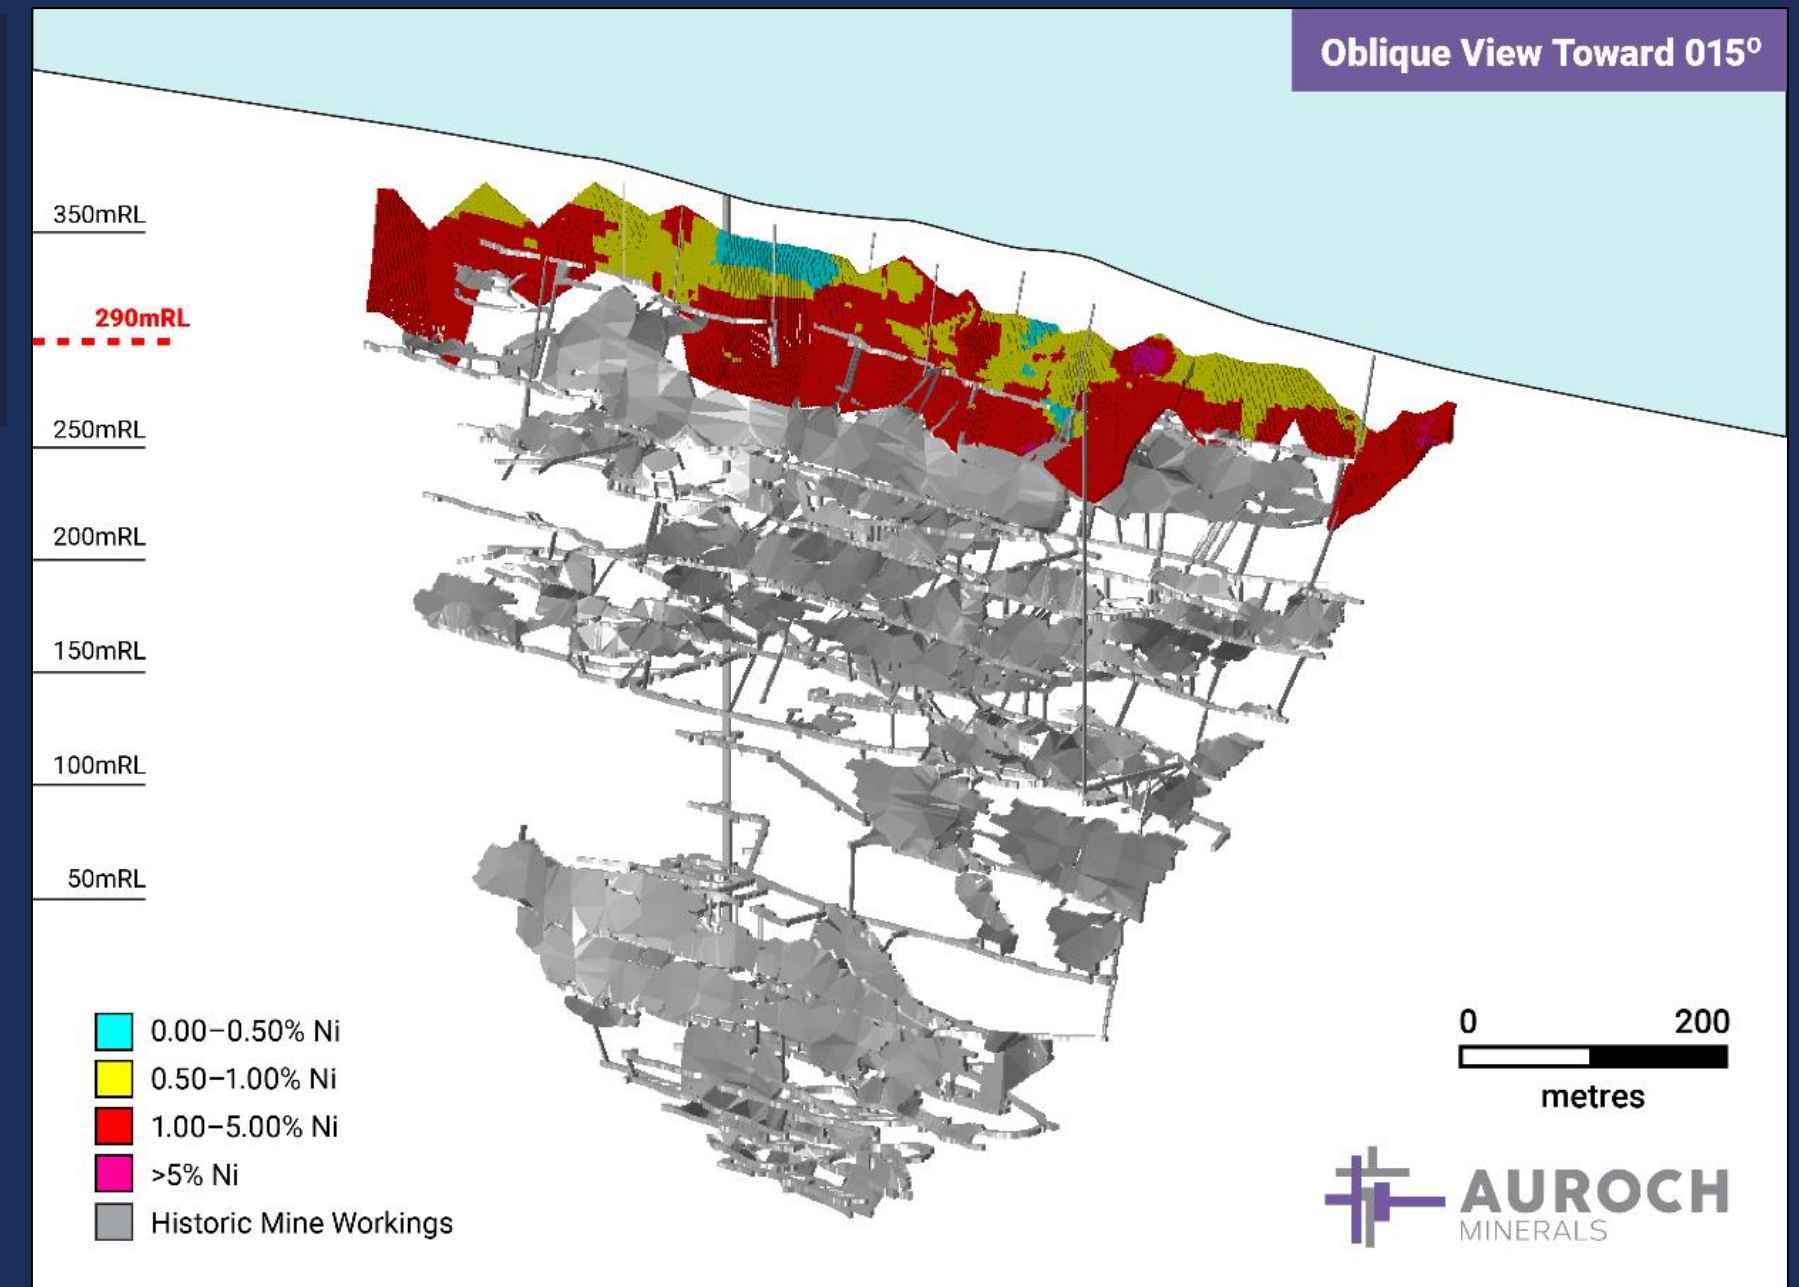 Oblique View Toward 015º
350mRL
290mRL
250mRL
200mRL
150mRL
100mRL
50mRL
0.00–0.50% Ni
0.50–1.00% Ni
1.00–5.00% Ni
>5% Ni
Historic Mine Workings
0 200
metres
AUROCH
MINERALS